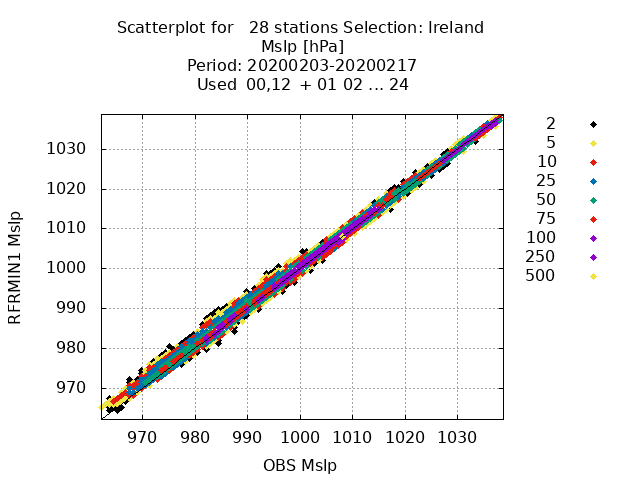 Scatterplot for   28 stations Selection: Ireland
Mslp [hPa]
Period: 20200203-20200217
Used  00,12  + 01 02 ... 24
RFRMIN1 Mslp
1030
1020
1010
1000
990
980
970
970 980 990 1000 1010 1020 1030
OBS Mslp
2
5
10
25
50
75
100
250
500